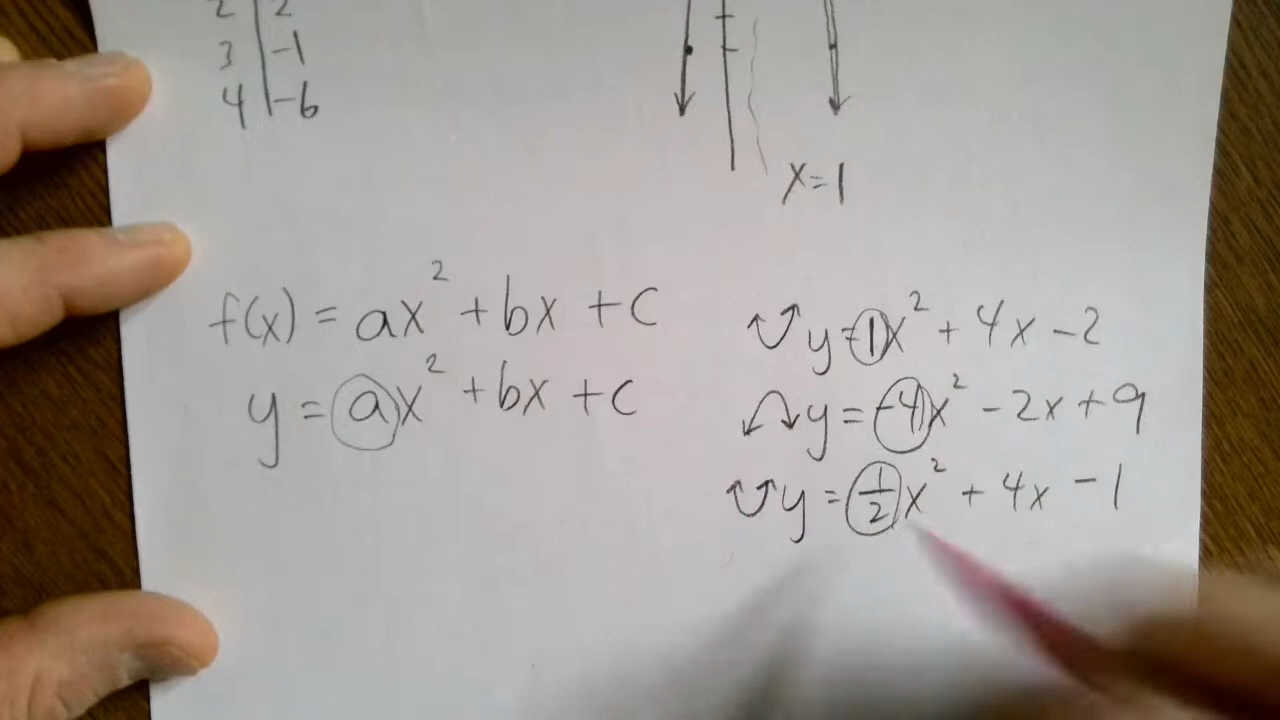 2 | 2
3 | -1
4 | -6
x=1
f(x) = ax² + bx + c
y = ax² + bx + c
y=1x² + 4x - 2
y = -4x² - 2x + 9
y = ½x² + 4x - 1